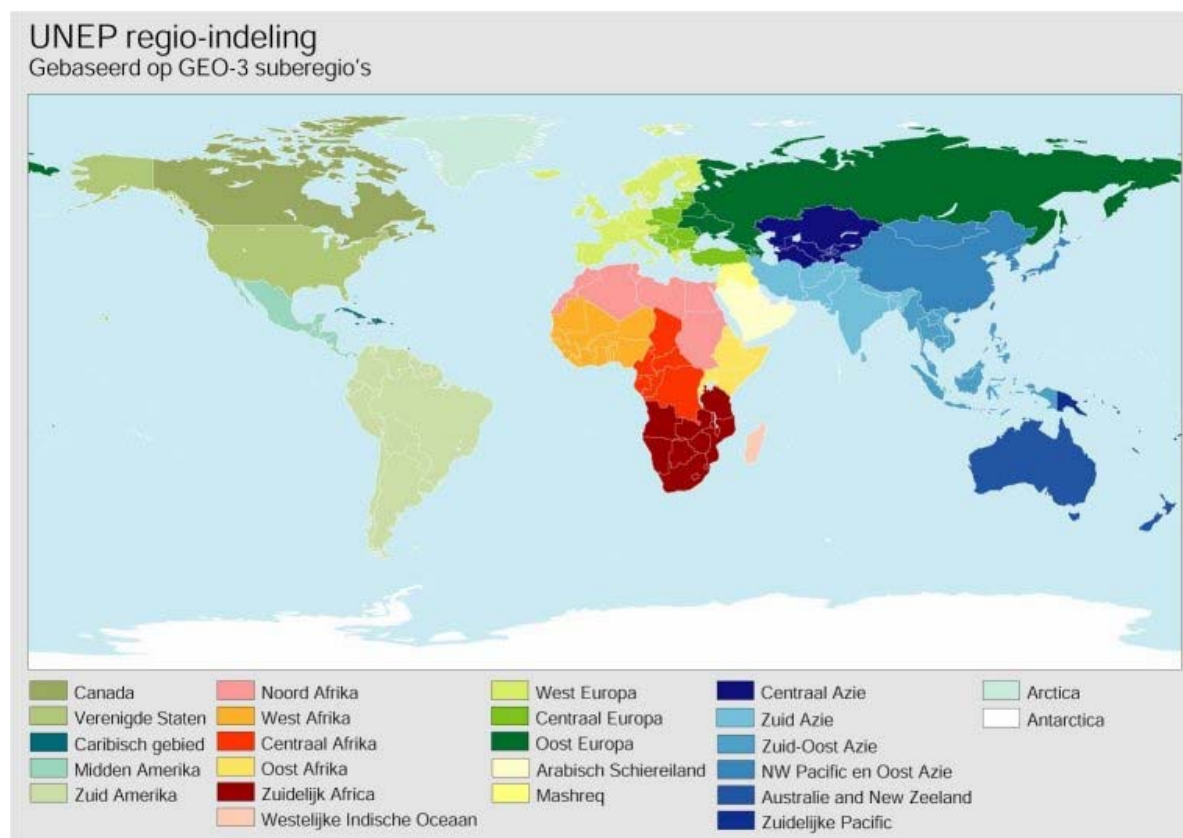 UNEP regio-indeling
Gebaseerd op GEO-3 suberegio's
Canada
Verenigde Staten
Caribisch gebied
Midden Amerika
Zuid Amerika
Noord Afrika
West Afrika
Centraal Afrika
Oost Afrika
Zuidelijk Africa
Westelijke Indische Oceaan
West Europa
Centraal Europa
Oost Europa
Arabisch Schiereiland
Mashreq
Centraal Azie
Zuid Azie
Zuid-Oost Azie
NW Pacific en Oost Azie
Australie and New Zeeland
Zuidelijke Pacific
Arctica
Antarctica